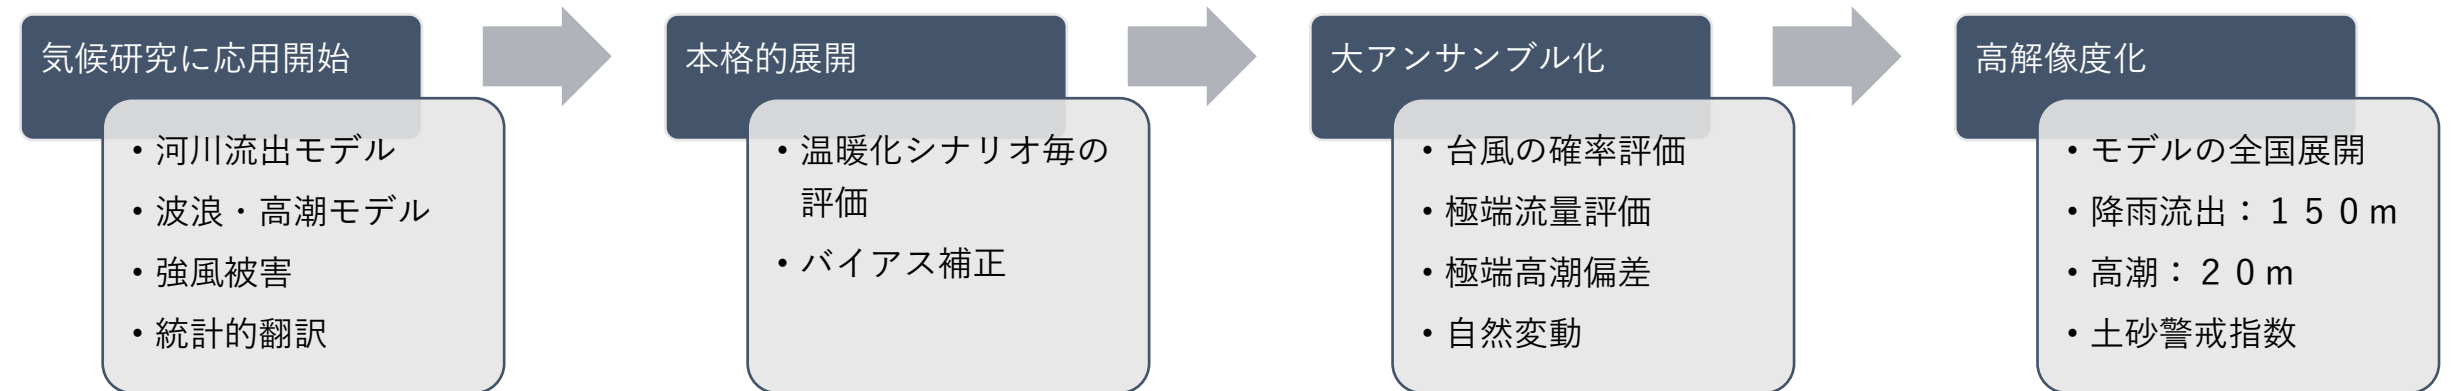 気候研究に応用開始
・河川流出モデル
・波浪・高潮モデル
・強風被害
・統計的翻訳
本格的展開
・温暖化シナリオ毎の
評価
・バイアス補正
大アンサンブル化
・台風の確率評価
・極端流量評価
・極端高潮偏差
・自然変動
高解像度化
・モデルの全国展開
・降雨流出：１５０m
・高潮：２０m
・土砂警戒指数